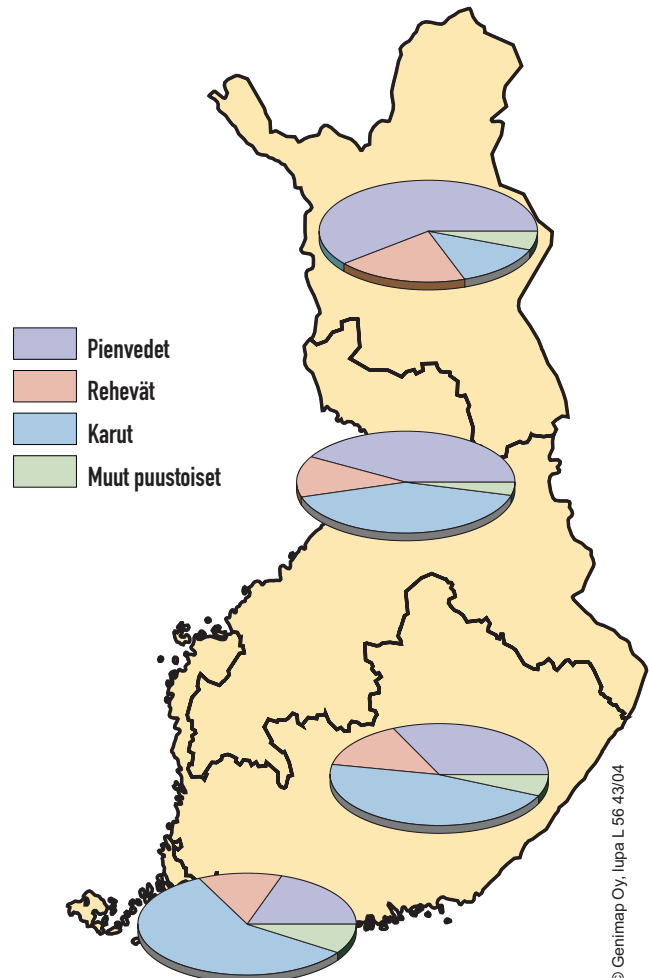 Pienvedet
Rehevät
Karut
Muut puustoiset
© Genimap Oy, lupa L 56 43/04